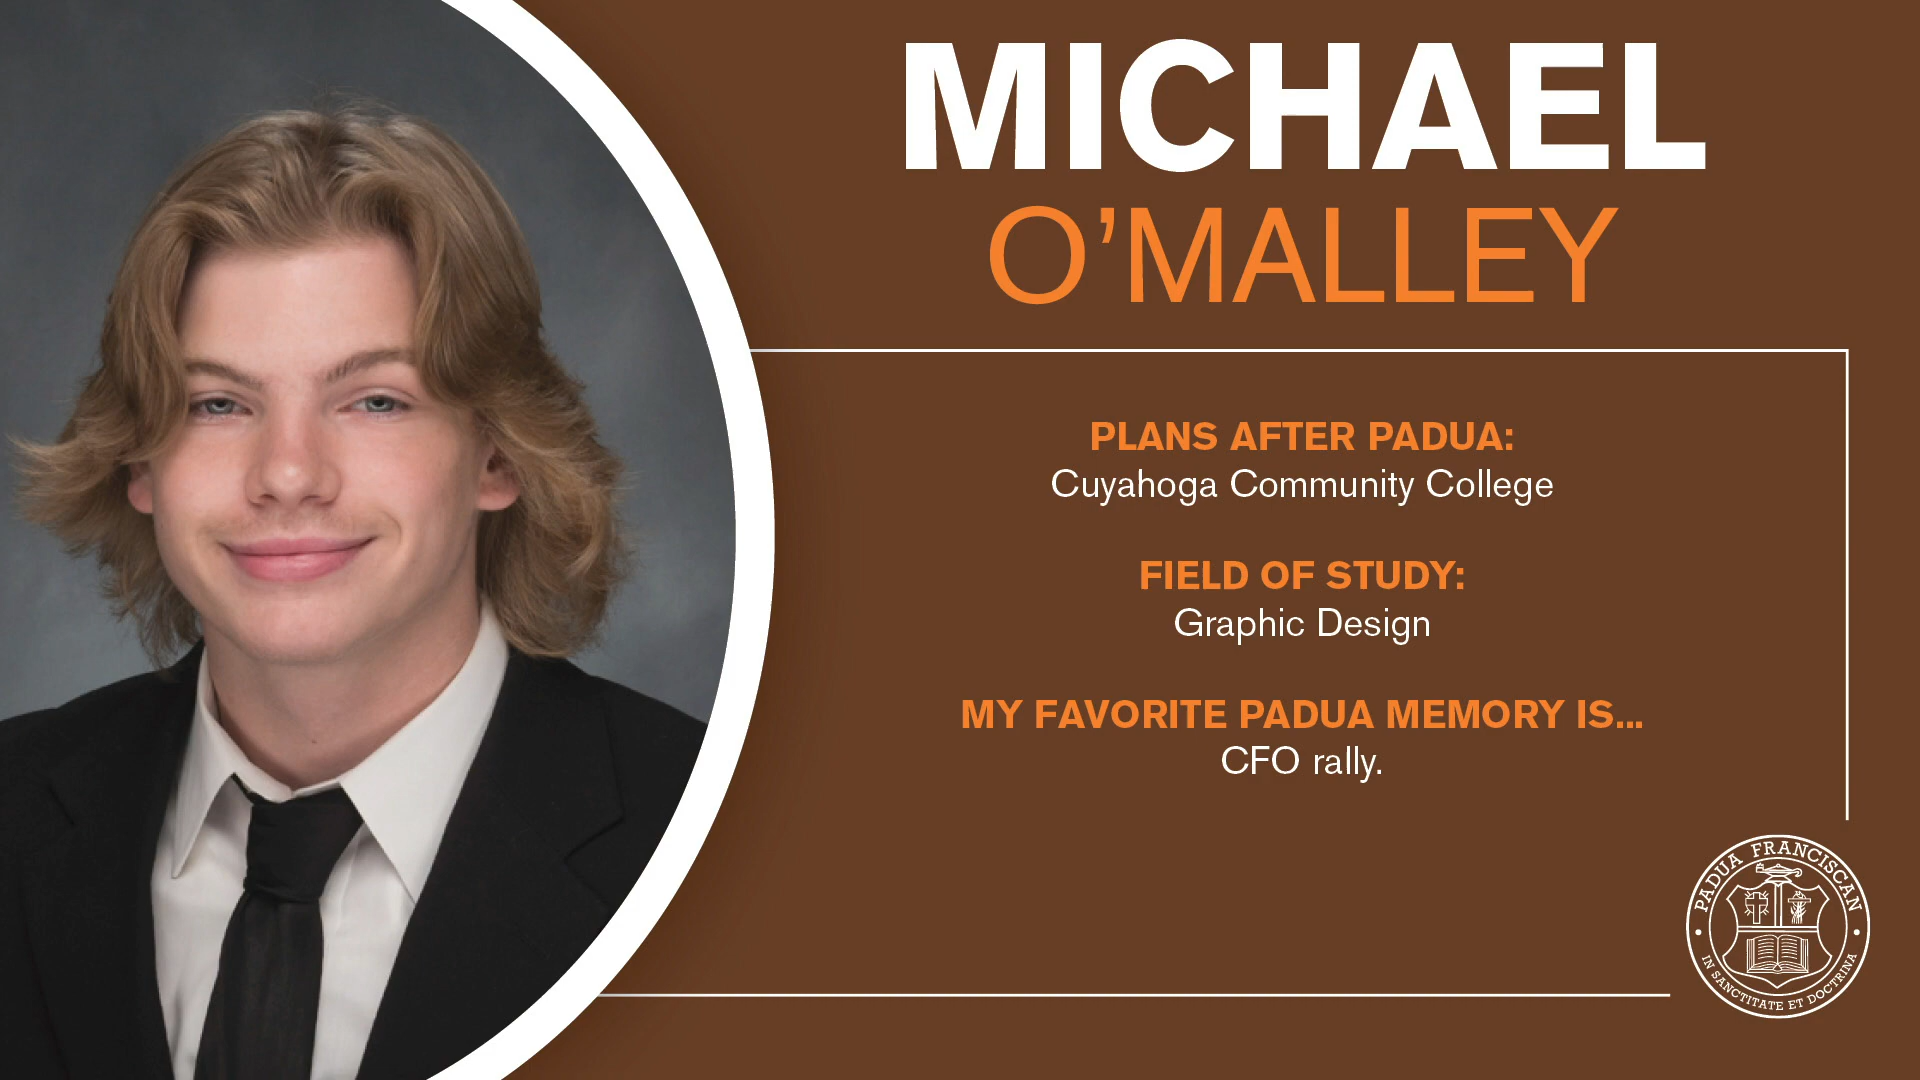 MICHAEL
O’MALLEY
PLANS AFTER PADUA:
Cuyahoga Community College
FIELD OF STUDY:
Graphic Design
MY FAVORITE PADUA MEMORY IS...
CFO rally.
PADUA FRANCISCAN
IN SANCTITATE ET DOCTRINA